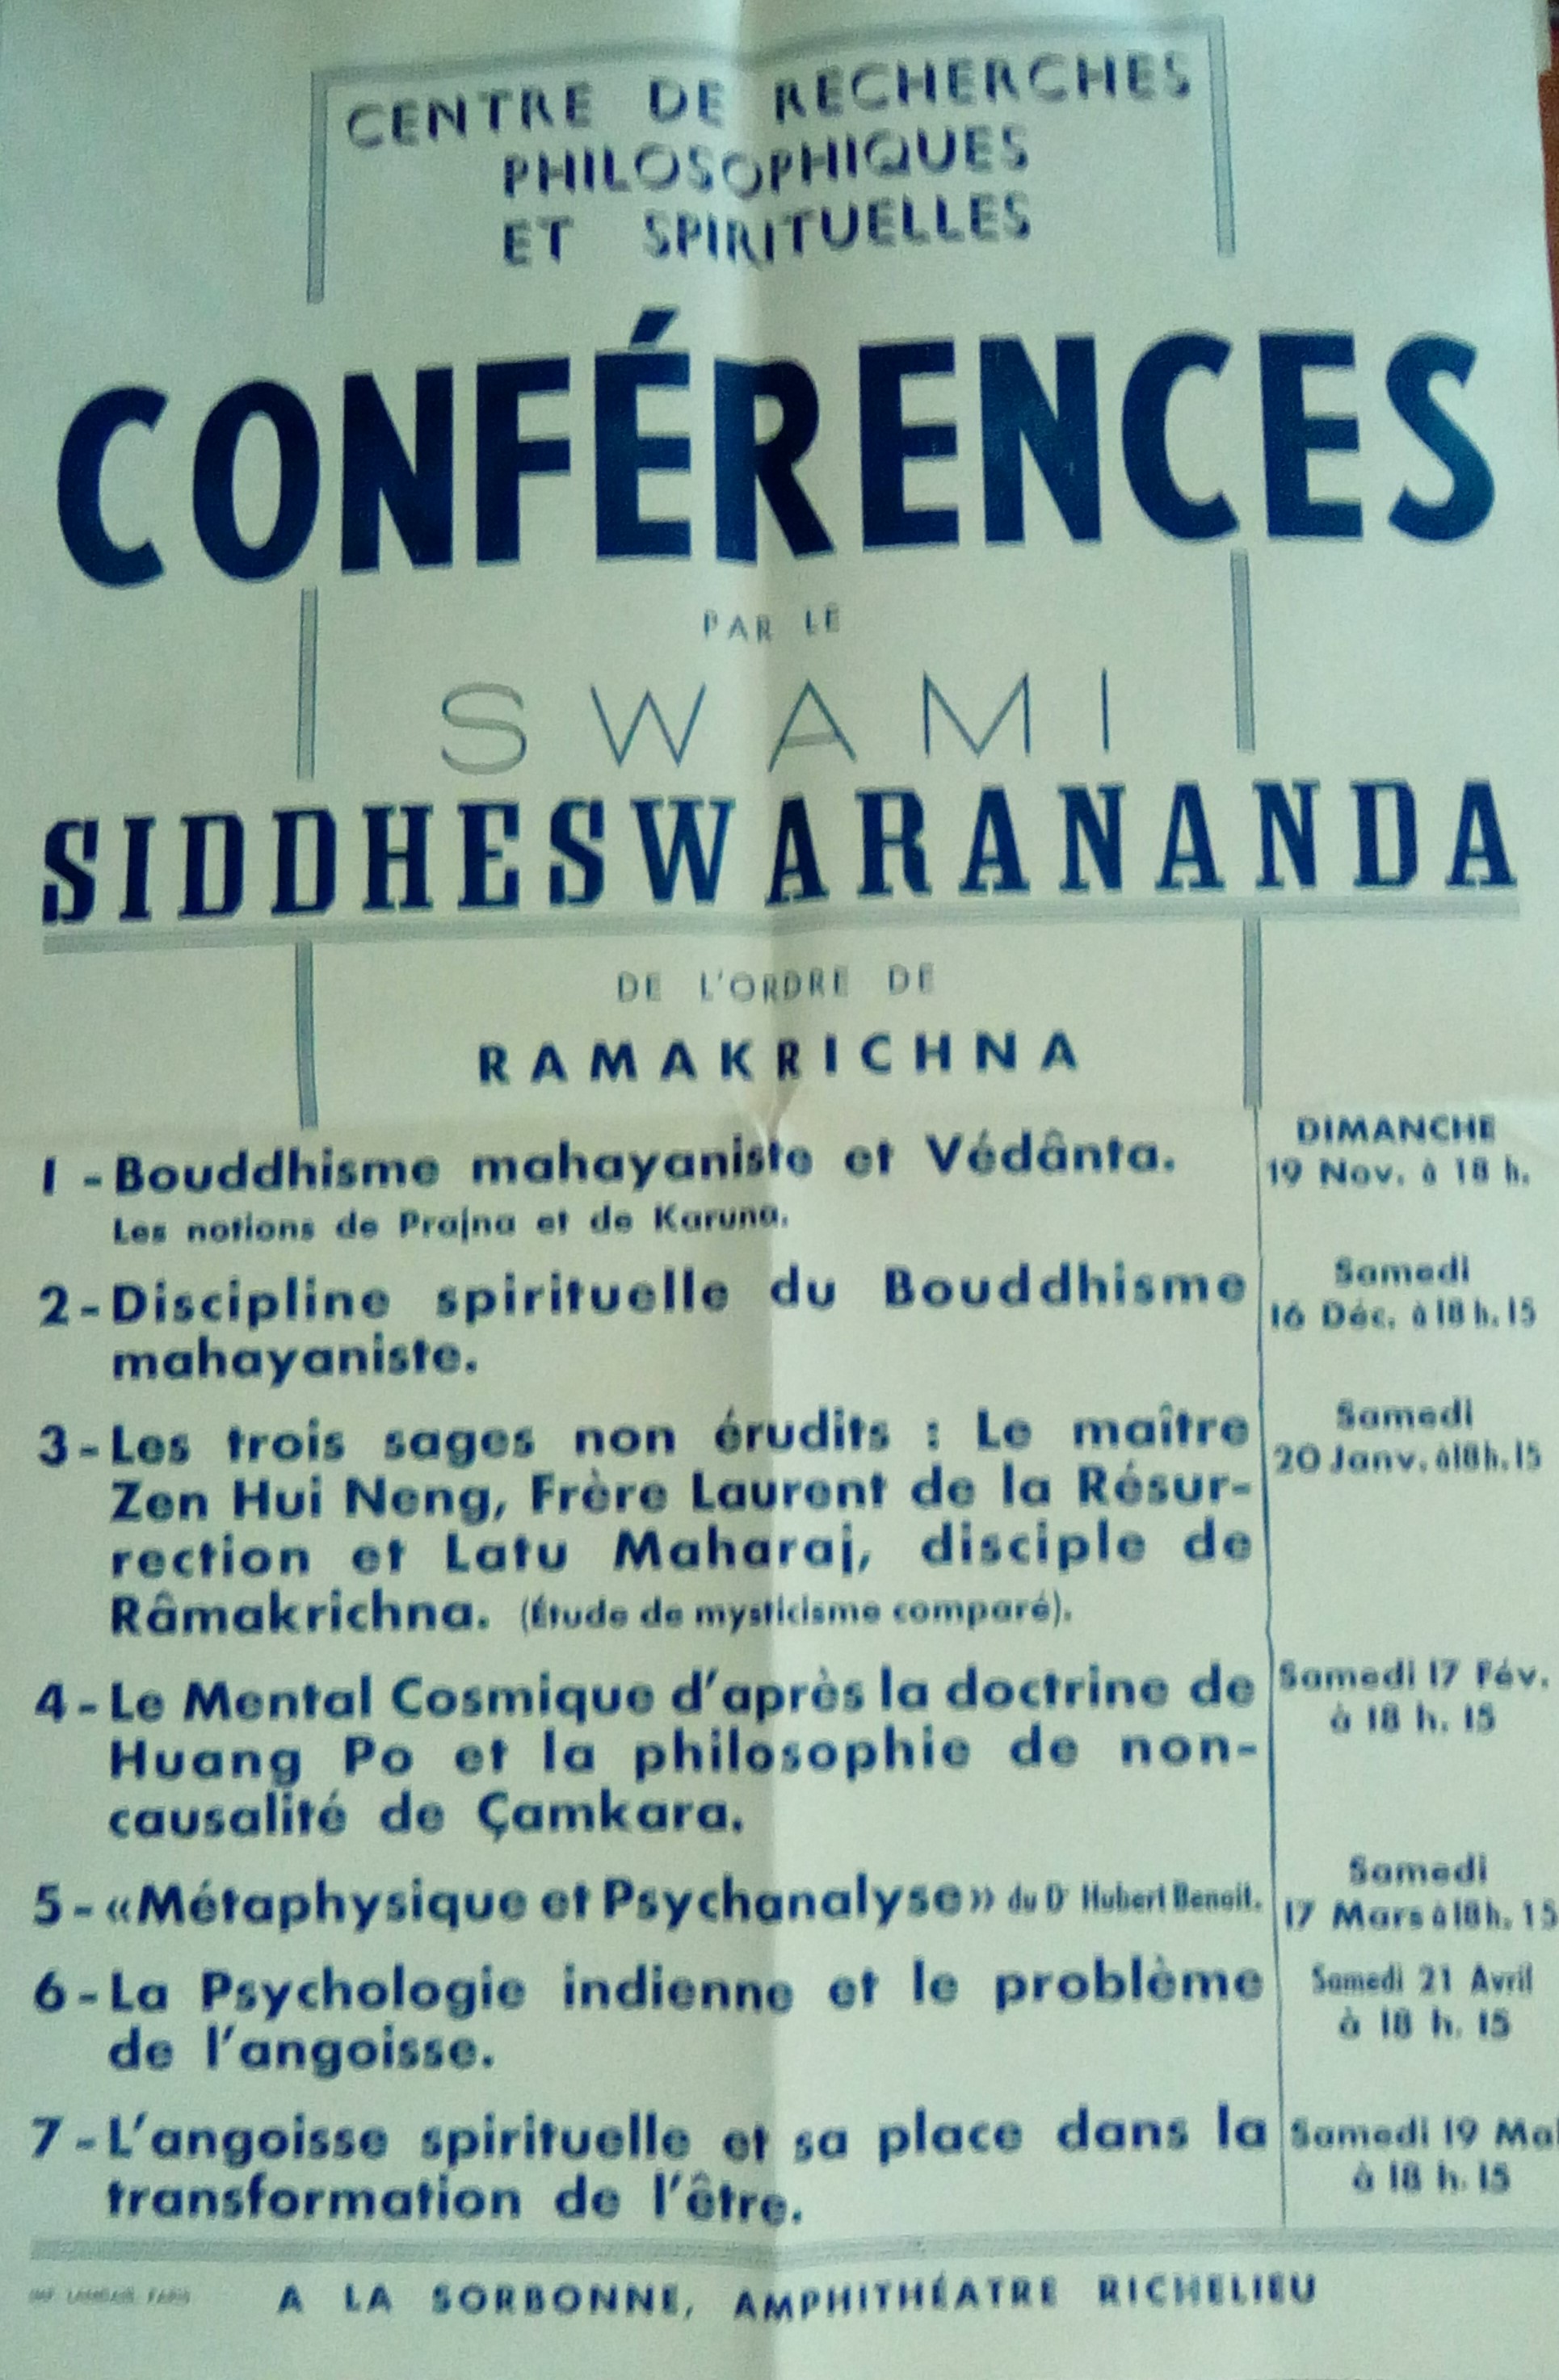 CENTRE DE RECHERCHES
PHILOSOPHIQUES
ET SPIRITUELLES
CONFÉRENCES
PAR LE
SWAMI
SIDDHESWARANANDA
DE L'ORDRE DE
RAMAKRICHNA
1 - Bouddhisme mahayaniste et Védânta.
Les notions de Prajna et de Karuna.
DIMANCHE
19 Nov. à 18 h.
2 - Discipline spirituelle du Bouddhisme
mahayaniste.
Samedi
16 Déc. à 18 h. 15
3 - Les trois sages non érudits : Le maître
Zen Hui Neng, Frère Laurent de la Résur-
rection et Latu Maharaj, disciple de
Râmakrichna. (Étude de mysticisme comparé).
Samedi
20 Janv. à 18 h. 15
4 - Le Mental Cosmique d'après la doctrine de
Huang Po et la philosophie de non-
causalité de Çamkara.
Samedi 17 Fév.
à 18 h. 15
5 - «Métaphysique et Psychanalyse» du Dr Hubert Benoit.
Samedi
17 Mars à 18 h. 15
6 - La Psychologie indienne et le problème
de l'angoisse.
Samedi 21 Avril
à 18 h. 15
7 - L'angoisse spirituelle et sa place dans la
transformation de l'être.
Samedi 19 Mai
à 18 h. 15
A LA SORBONNE, AMPHITHÉATRE RICHELIEU